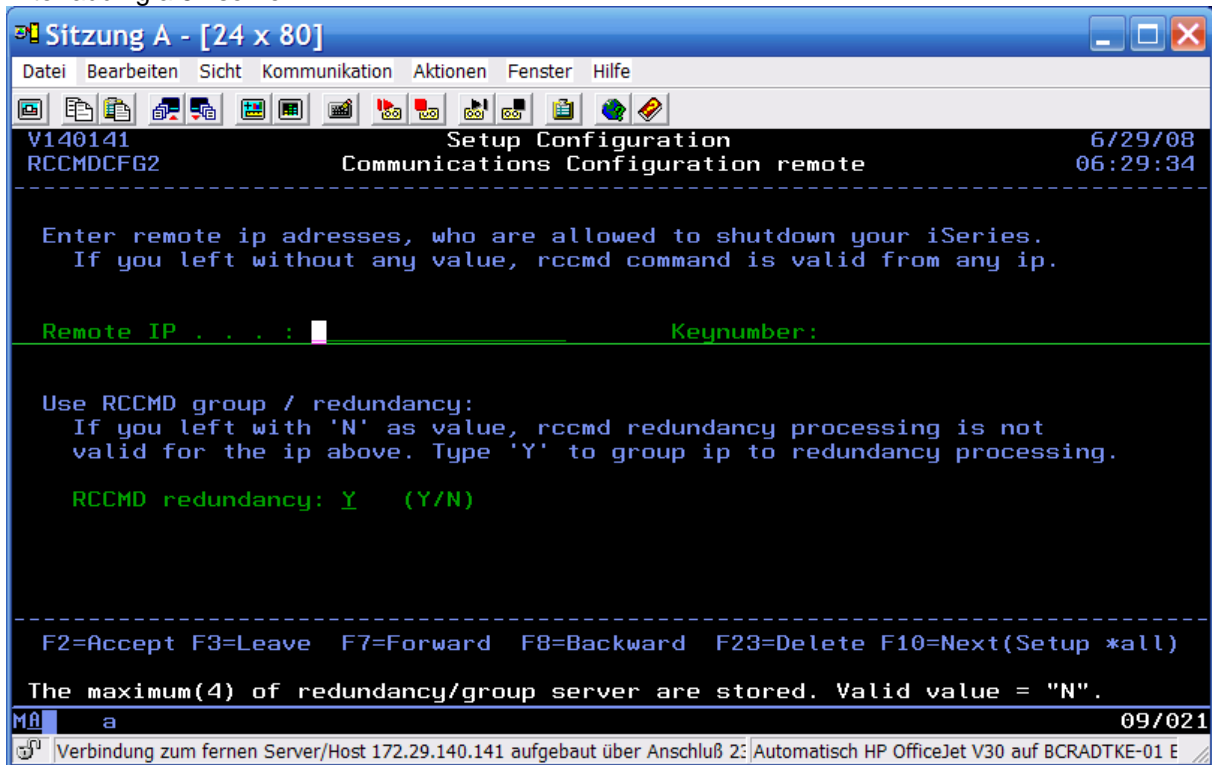 Sitzung A - [24 x 80]
Datei Bearbeiten Sicht Kommunikation Aktionen Fenster Hilfe
V140141 Setup Configuration 6/29/08
RCCMDCFG2 Communications Configuration remote 06:29:34
Enter remote ip adresses, who are allowed to shutdown your iSeries.
If you left without any value, rccmd command is valid from any ip.
Remote IP . . . : Keynumber:
Use RCCMD group / redundancy:
If you left with 'N' as value, rccmd redundancy processing is not
valid for the ip above. Type 'Y' to group ip to redundancy processing.
RCCMD redundancy: Y (Y/N)
F2=Accept F3=Leave F7=Forward F8=Backward F23=Delete F10=Next(Setup *all)
The maximum(4) of redundancy/group server are stored. Valid value = "N".
MA a 09/021
Verbindung zum fernen Server/Host 172.29.140.141 aufgebaut über Anschluß 23 Automatisch HP OfficeJet V30 auf BCRADTKE-01 E